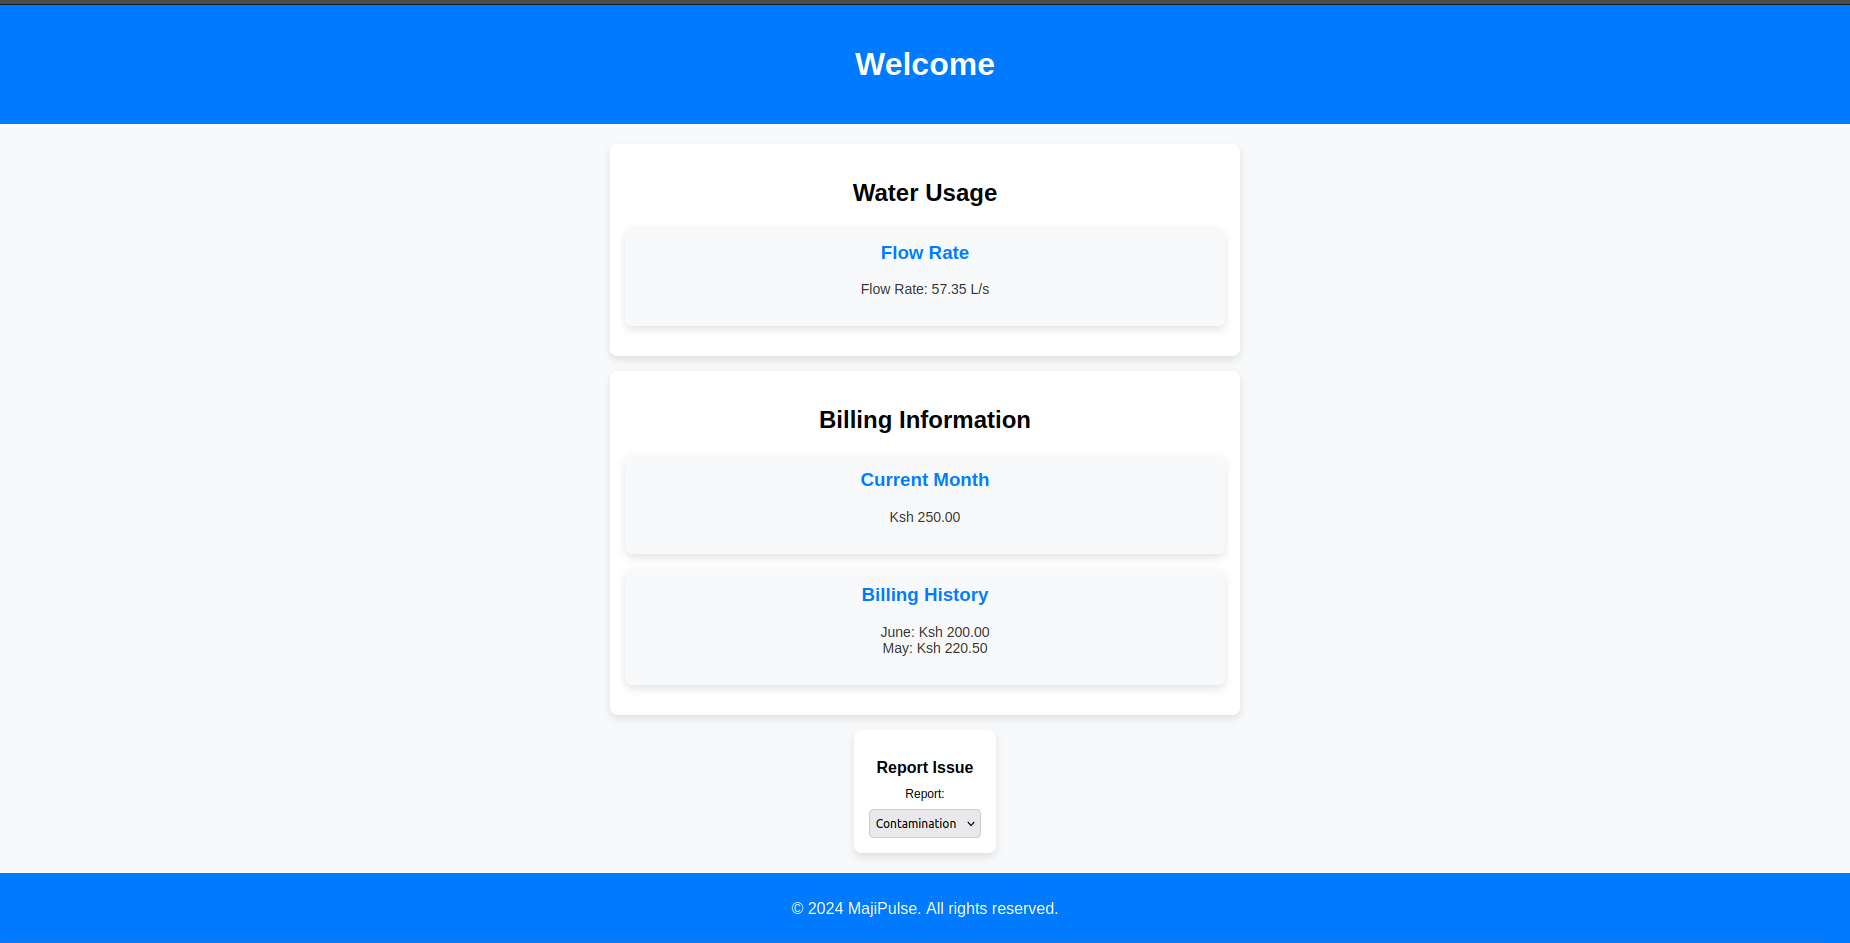 Welcome
Water Usage
Flow Rate
Flow Rate: 57.35 L/s
Billing Information
Current Month
Ksh 250.00
Billing History
June: Ksh 200.00
May: Ksh 220.50
Report Issue
Report:
Contamination
© 2024 MajiPulse. All rights reserved.